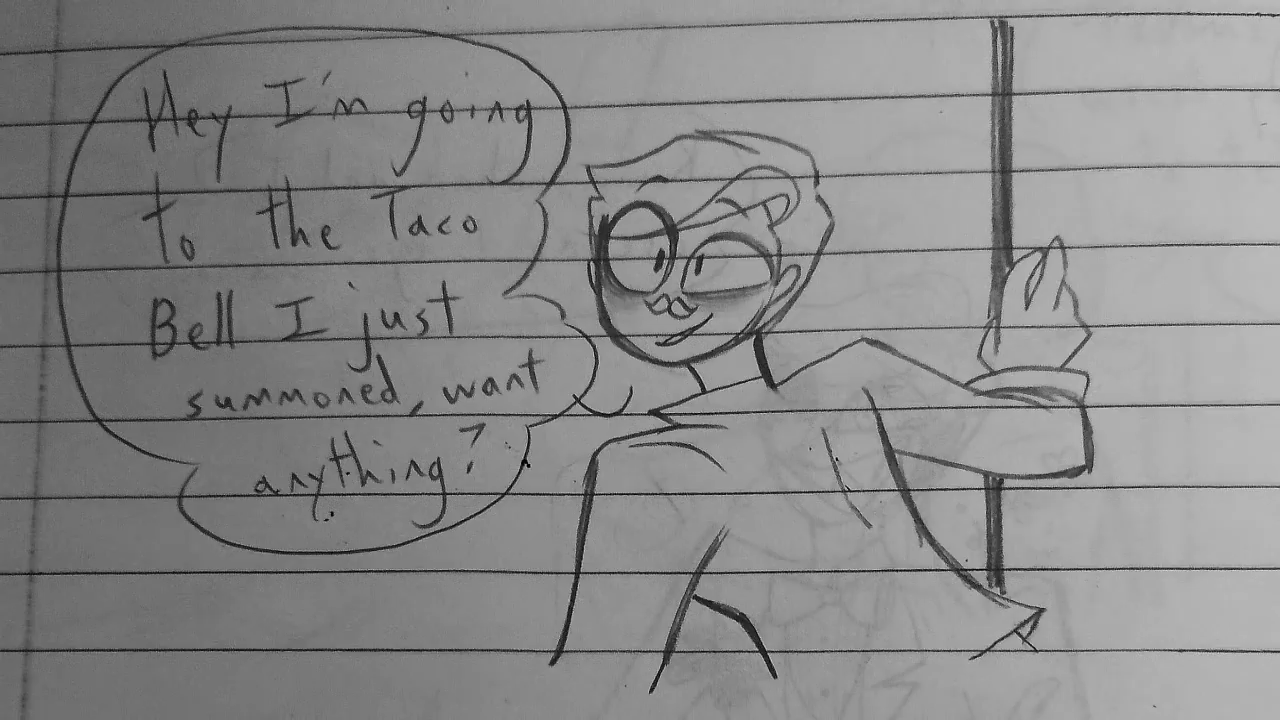 Hey I'm going
to the Taco
Bell I just
summoned, want
anything?